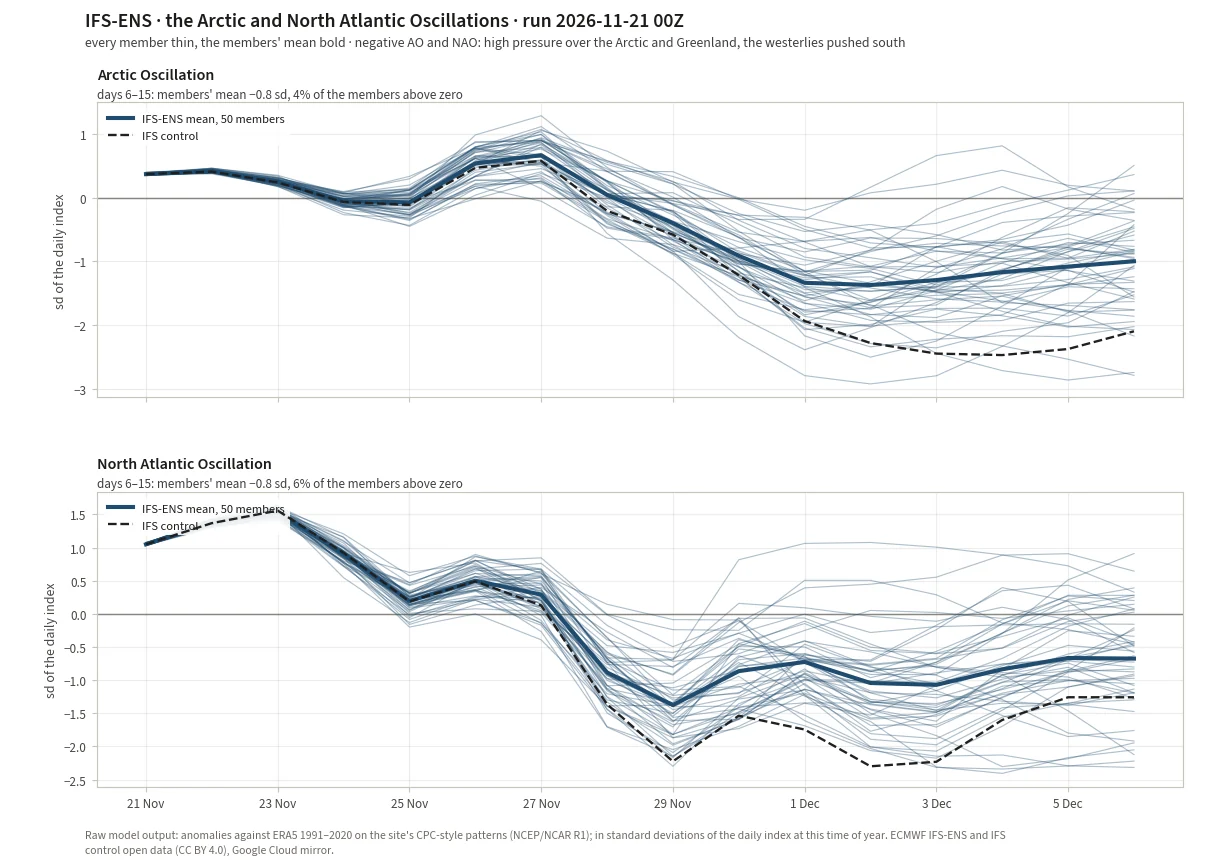 IFS-ENS · the Arctic and North Atlantic Oscillations · run 2026-11-21 00Z
every member thin, the members' mean bold · negative AO and NAO: high pressure over the Arctic and Greenland, the westerlies pushed south
Arctic Oscillation
days 6–15: members' mean −0.8 sd, 4% of the members above zero
IFS-ENS mean, 50 members
IFS control
1
0
−1
−2
−3
sd of the daily index
North Atlantic Oscillation
days 6–15: members' mean −0.8 sd, 6% of the members above zero
IFS-ENS mean, 50 members
IFS control
1.5
1.0
0.5
0.0
−0.5
−1.0
−1.5
−2.0
−2.5
sd of the daily index
21 Nov
23 Nov
25 Nov
27 Nov
29 Nov
1 Dec
3 Dec
5 Dec
Raw model output: anomalies against ERA5 1991–2020 on the site's CPC-style patterns (NCEP/NCAR R1); in standard deviations of the daily index at this time of year. ECMWF IFS-ENS and IFS
control open data (CC BY 4.0), Google Cloud mirror.